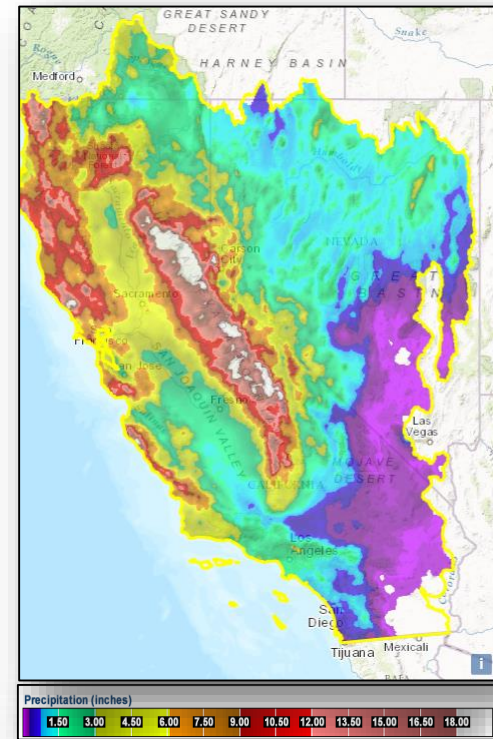 GREAT SANDY
DESERT
Snake
Rogue
Medford
HARNEY BASIN
Humboldt
NEVADA
Carson
City
GREAT
BASIN
Sacramento
San Jose
SAN JOAQUIN VALLEY
Fresno
Las
Vegas
MOJAVE
DESERT
CALIFORNIA
Los
Angeles
San
Diego
Tijuana
Mexicali
i
Precipitation (inches)
1.50 3.00 4.50 6.00 7.50 9.00 10.50 12.00 13.50 15.00 16.50 18.00